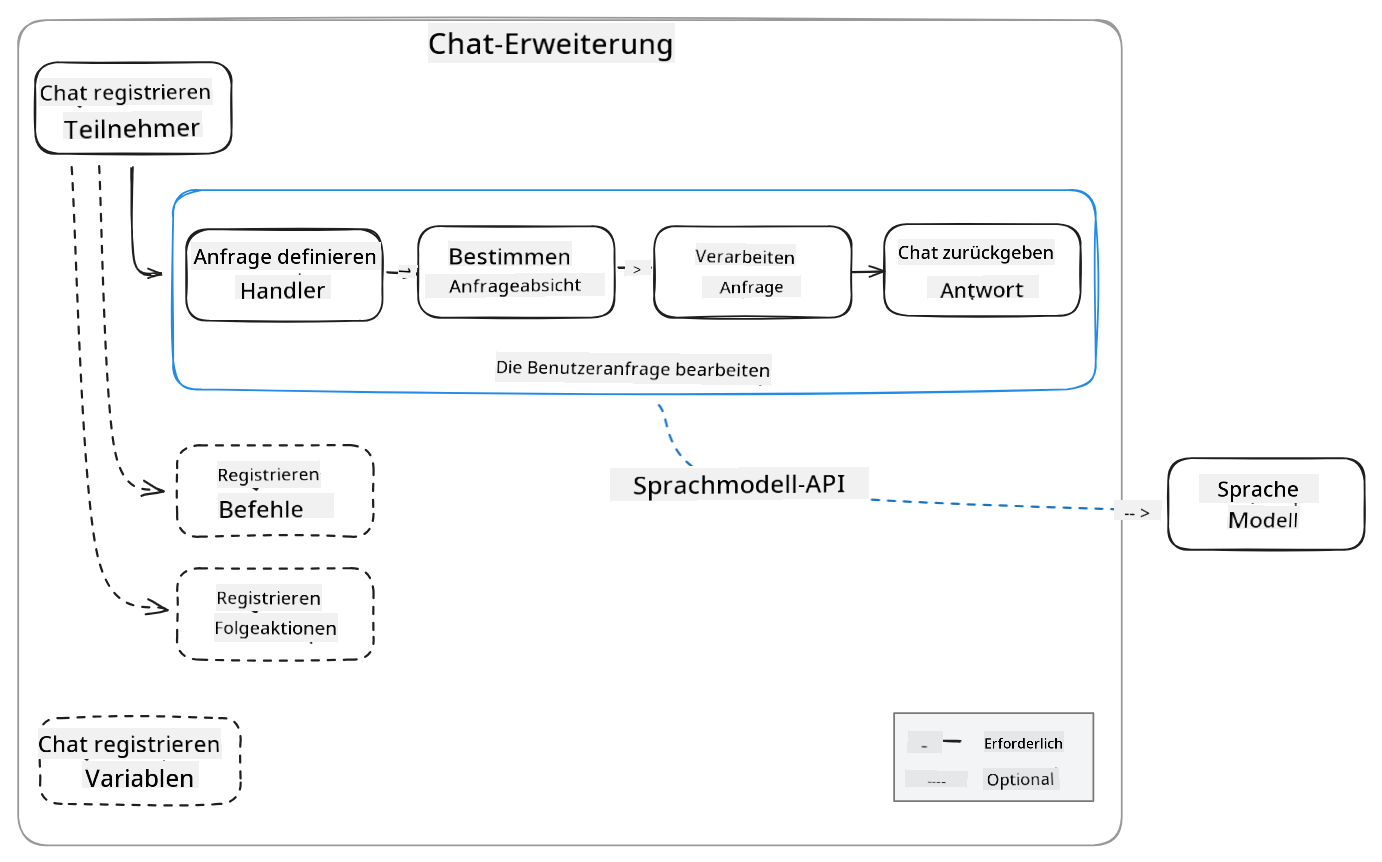 Chat-Erweiterung
Chat registrieren
Teilnehmer
Anfrage definieren
Handler
Bestimmen
Anfrageabsicht
Verarbeiten
Anfrage
Chat zurückgeben
Antwort
Die Benutzeranfrage bearbeiten
Registrieren
Befehle
Sprachmodell-API
-- >
Sprache
Modell
Registrieren
Folgeaktionen
Chat registrieren
Variablen
Erforderlich
Optional